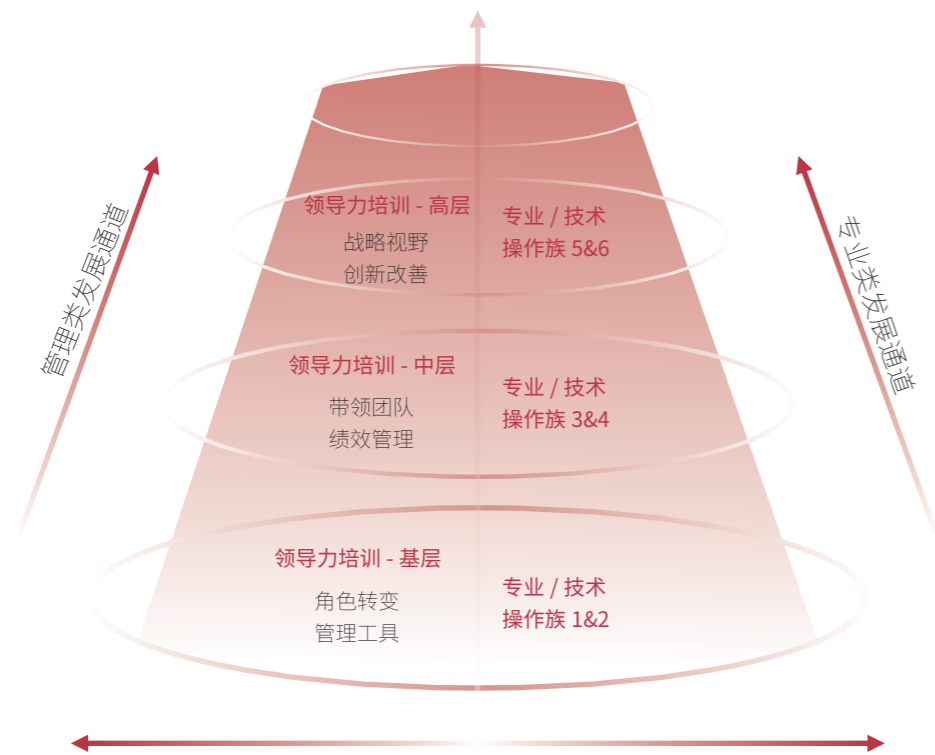 管理类发展通道
领导力培训 - 高层
战略视野
创新改善
专业 / 技术
操作族 5&6
专业类发展通道
领导力培训 - 中层
带领团队
绩效管理
专业 / 技术
操作族 3&4
领导力培训 - 基层
角色转变
管理工具
专业 / 技术
操作族 1&2